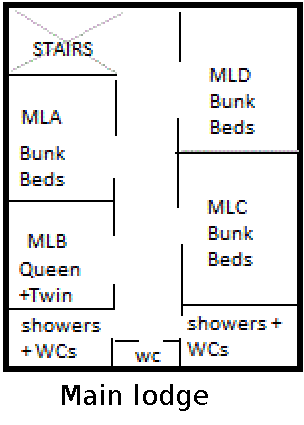 STAIRS
MLA
Bunk
Beds
MLB
Queen
+Twin
showers
+ WCs
wc
MLD
Bunk
Beds
MLC
Bunk
Beds
showers +
WCs
Main lodge